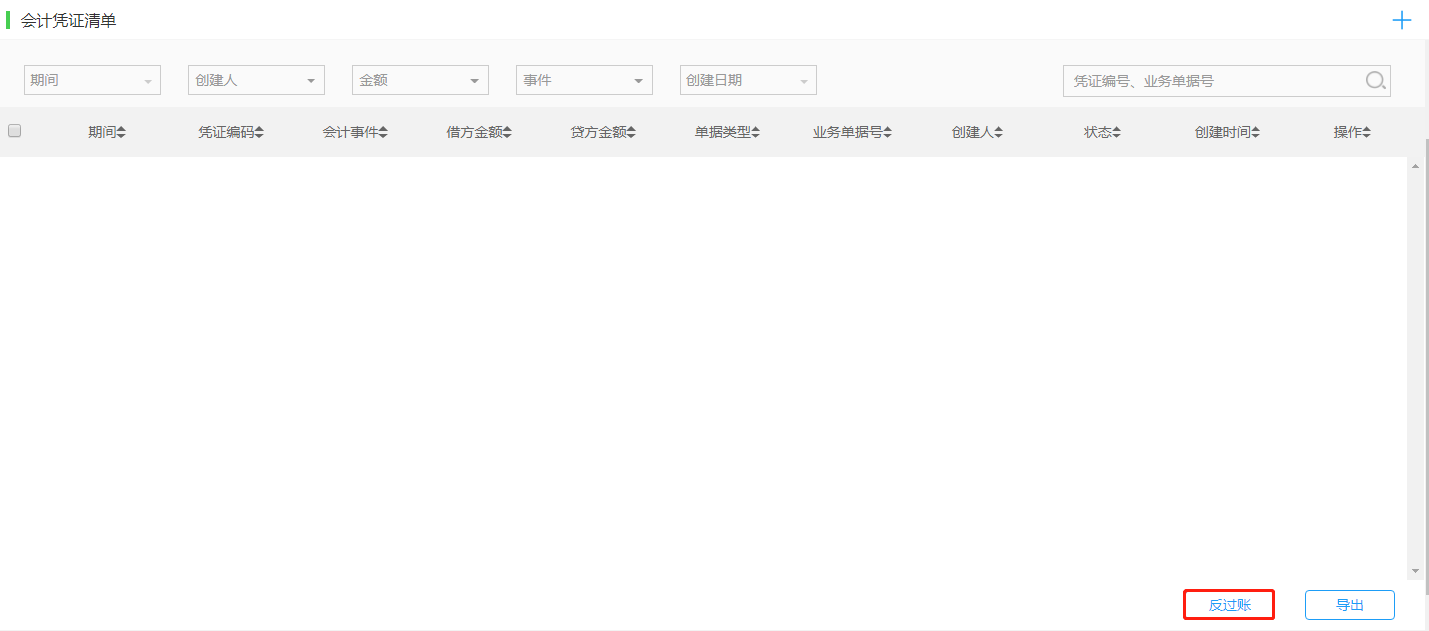 会计凭证清单
期间 创建人 金额 事件 创建日期 凭证编号、业务单据号
期间 凭证编码 会计事件 借方金额 贷方金额 单据类型 业务单据号 创建人 状态 创建时间 操作
反过账 导出